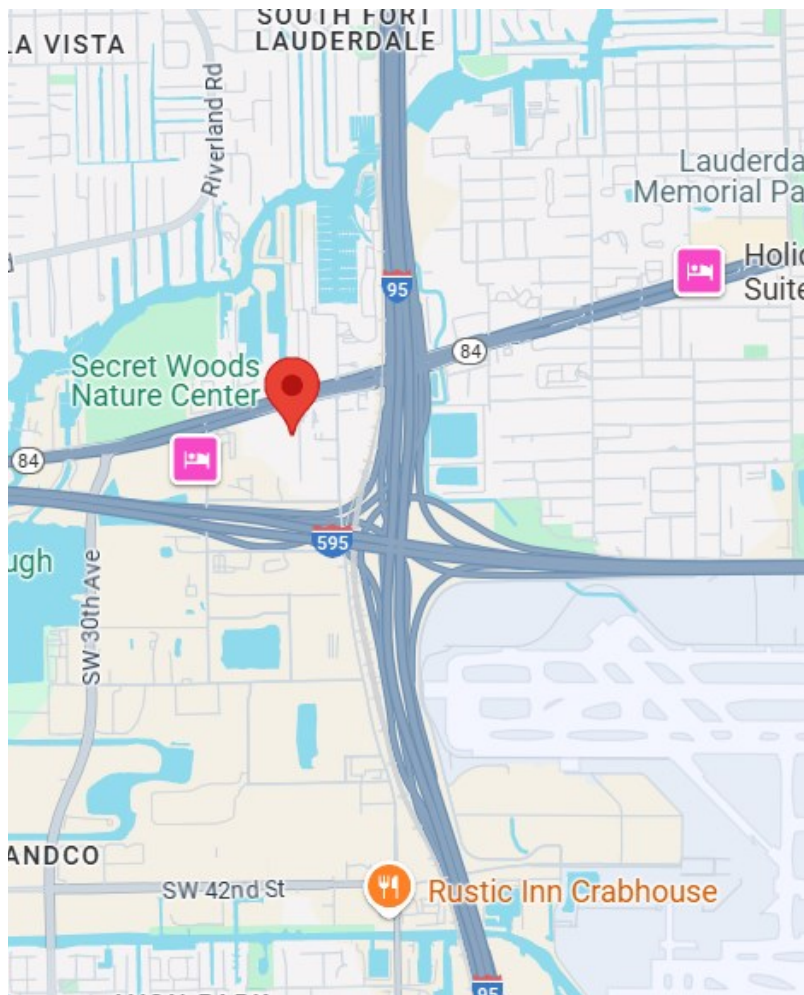 SOUTH FORT
LAUDERDALE
LA VISTA
Riverland Rd
Lauderda
Memorial Pa
Holid
Suite
95
84
Secret Woods
Nature Center
84
595
ugh
SW 30th Ave
ANDCO
SW 42nd St
Rustic Inn Crabhouse
95